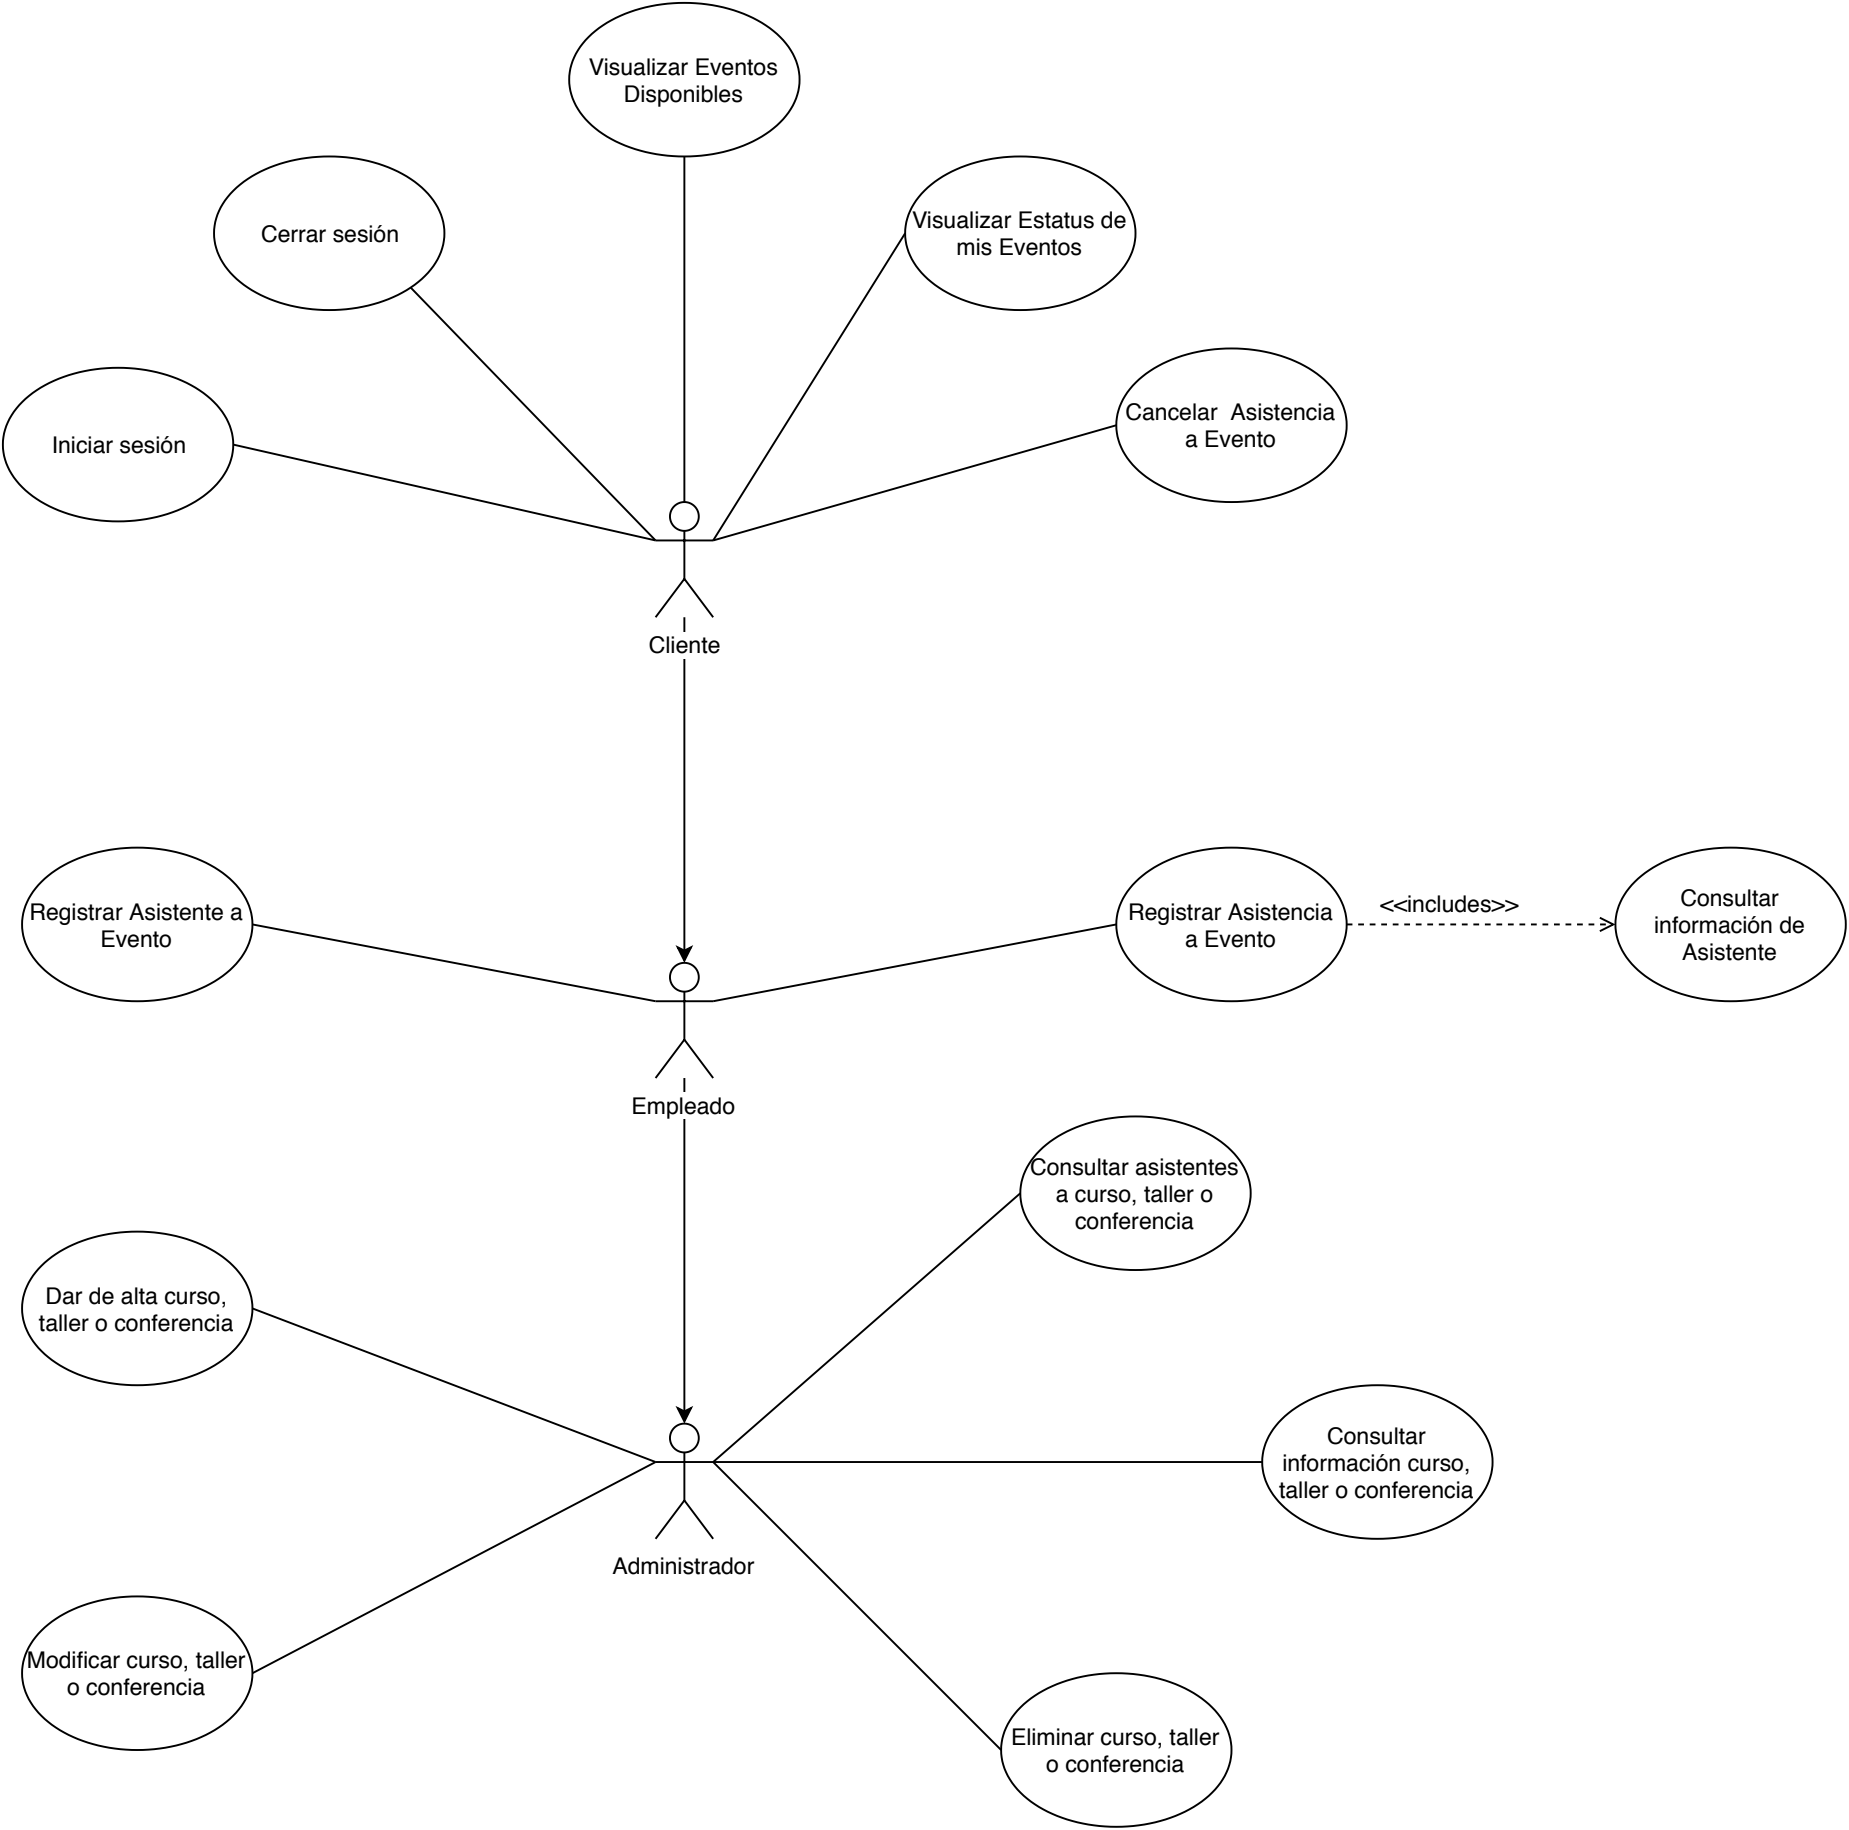 Visualizar Eventos
Disponibles
Cerrar sesión
Visualizar Estatus de
mis Eventos
Iniciar sesión
Cancelar  Asistencia
a Evento
Cliente
Registrar Asistente a
Evento
Registrar Asistencia
a Evento
<<includes>>
Consultar
información de
Asistente
Empleado
Consultar asistentes
a curso, taller o
conferencia
Dar de alta curso,
taller o conferencia
Consultar
información curso,
taller o conferencia
Administrador
Modificar curso, taller
o conferencia
Eliminar curso, taller
o conferencia